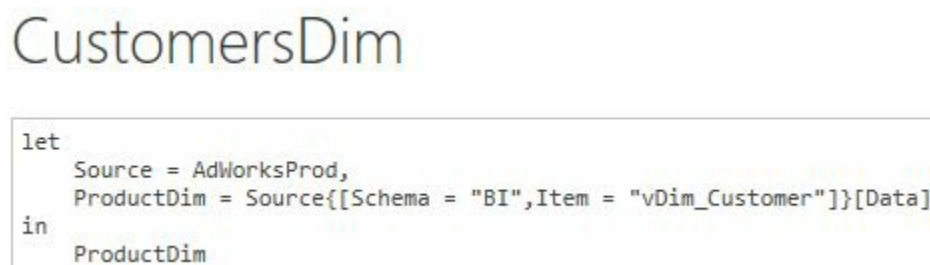 CustomersDim
let
    Source = AdWorksProd,
    ProductDim = Source{[Schema = "BI",Item = "vDim_Customer"]}[Data]
in
    ProductDim